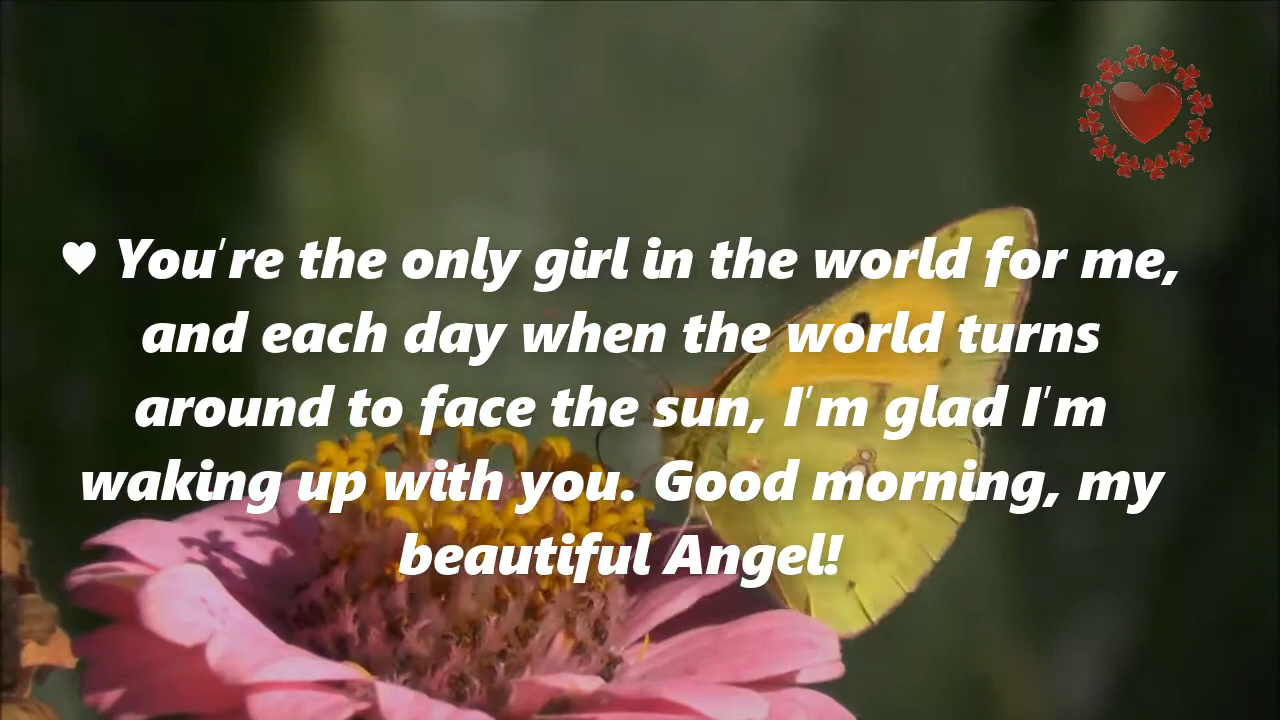 ♥ You're the only girl in the world for me,
and each day when the world turns
around to face the sun, I'm glad I'm
waking up with you. Good morning, my
beautiful Angel!